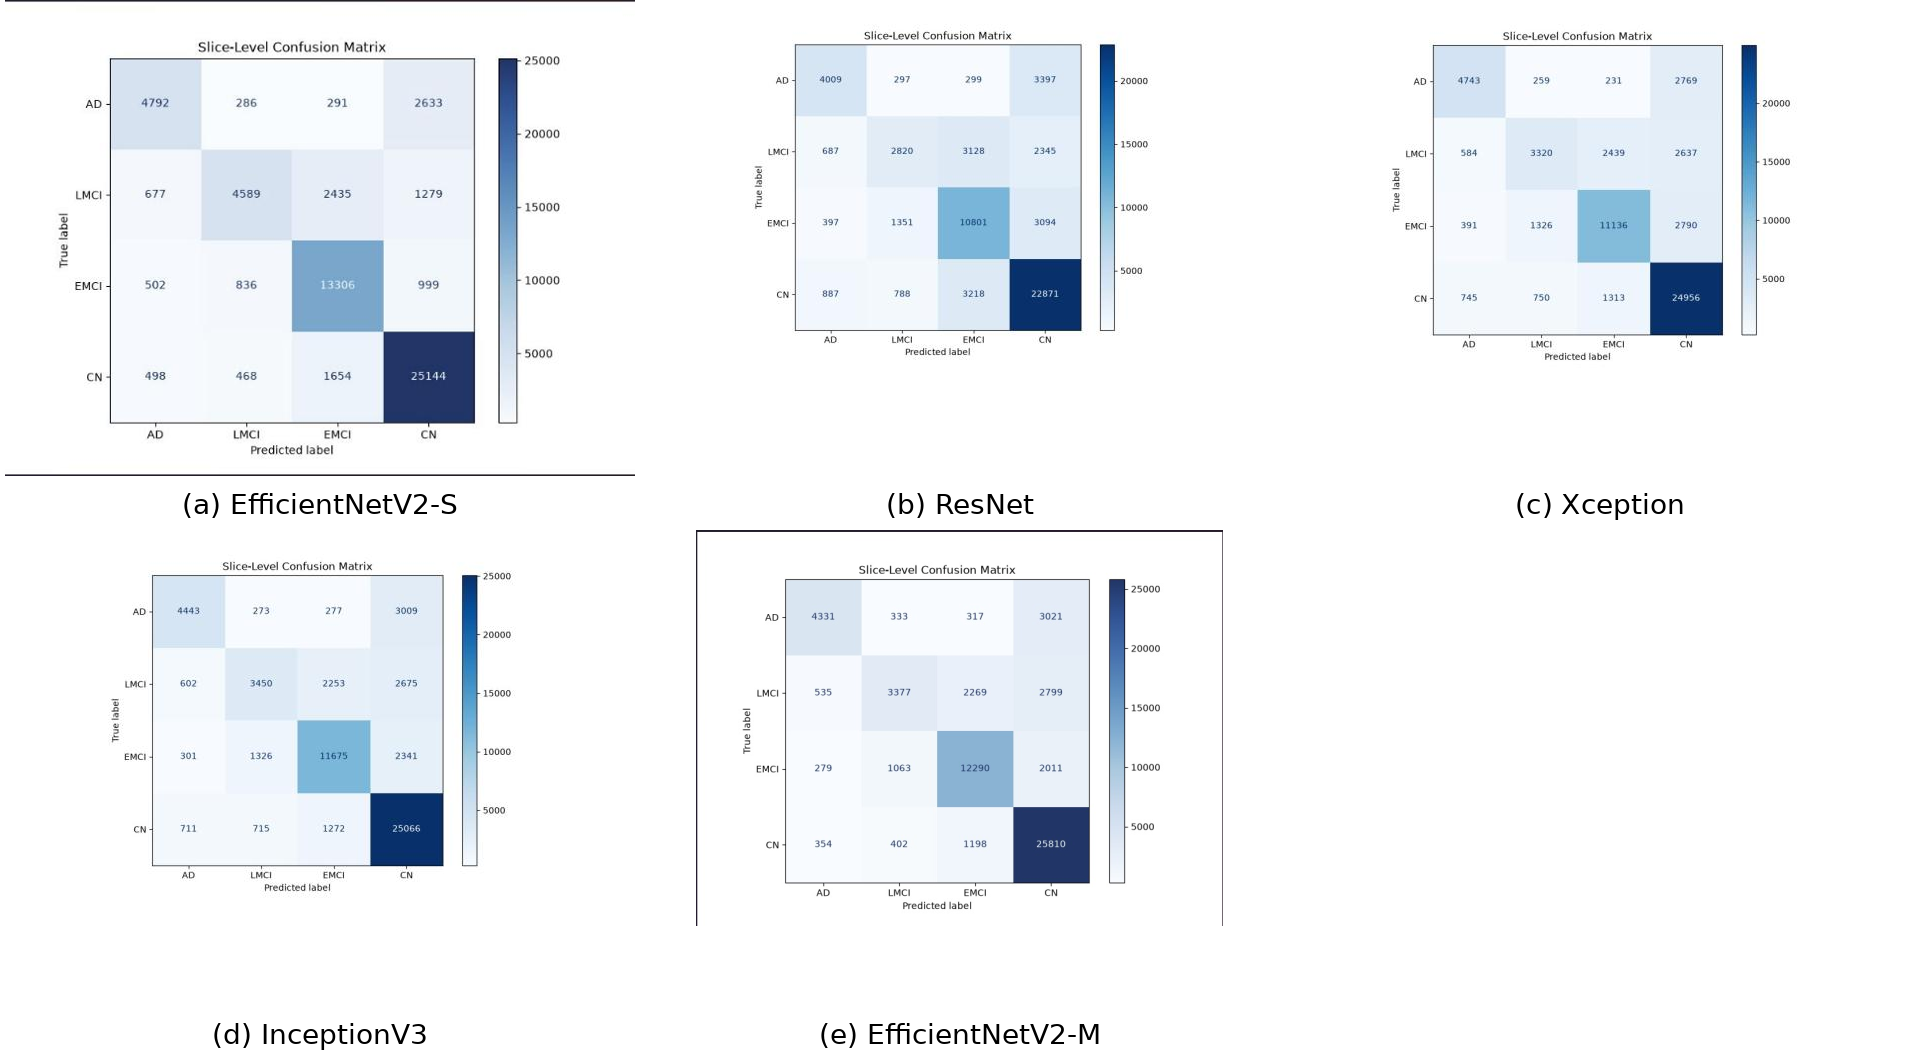 Slice-Level Confusion Matrix
AD 4792 286 291 2633
LMCI 677 4589 2435 1279
EMCI 502 836 13306 999
CN 498 468 1654 25144
AD LMCI EMCI CN
Predicted label
True label
25000
20000
15000
10000
5000
(a) EfficientNetV2-S
Slice-Level Confusion Matrix
AD 4009 297 299 3397
LMCI 687 2820 3128 2345
EMCI 397 1351 10801 3094
CN 887 788 3218 22871
AD LMCI EMCI CN
Predicted label
True label
20000
15000
10000
5000
(b) ResNet
Slice-Level Confusion Matrix
AD 4743 259 231 2769
LMCI 584 3320 2439 2637
EMCI 391 1326 11136 2790
CN 745 750 1313 24956
AD LMCI EMCI CN
Predicted label
True label
20000
15000
10000
5000
(c) Xception
Slice-Level Confusion Matrix
AD 4443 273 277 3009
LMCI 602 3450 2253 2675
EMCI 301 1326 11675 2341
CN 711 715 1272 25066
AD LMCI EMCI CN
Predicted label
True label
25000
20000
15000
10000
5000
(d) InceptionV3
Slice-Level Confusion Matrix
AD 4331 333 317 3021
LMCI 535 3377 2269 2799
EMCI 279 1063 12290 2011
CN 354 402 1198 25810
AD LMCI EMCI CN
Predicted label
True label
25000
20000
15000
10000
5000
(e) EfficientNetV2-M